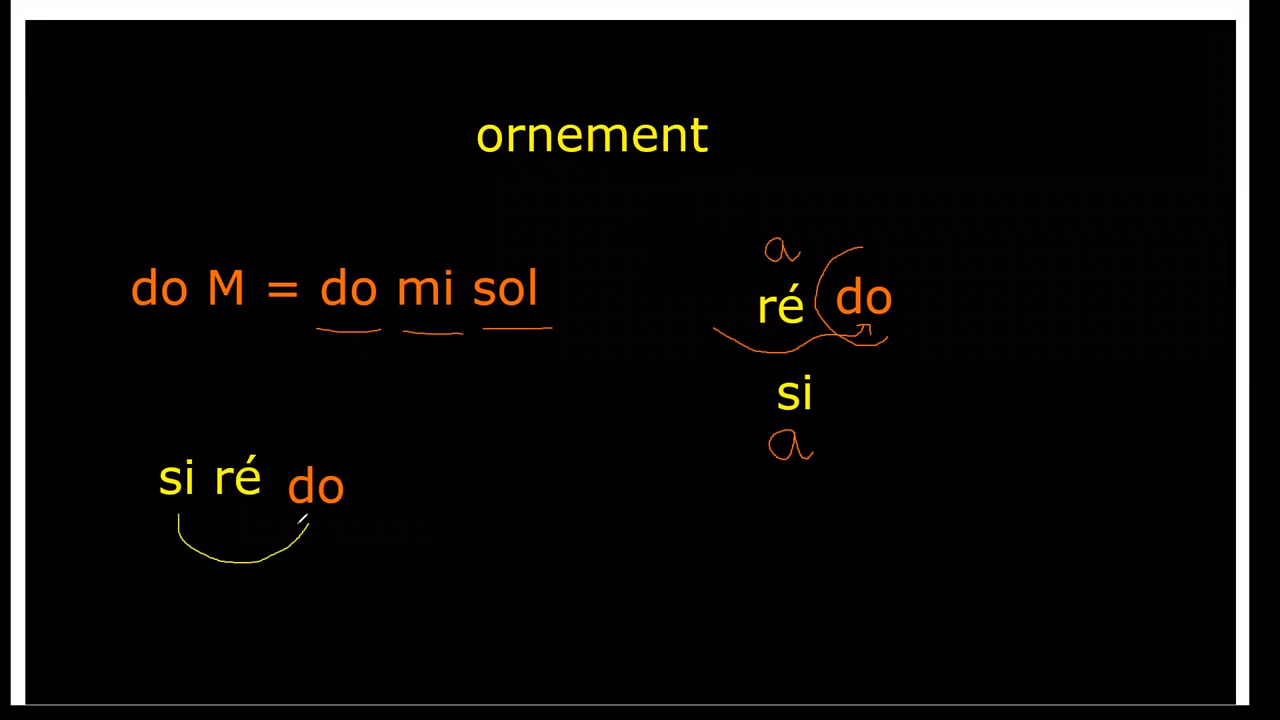 ornement
do M = do mi sol
a
ré do
si
a
si ré do